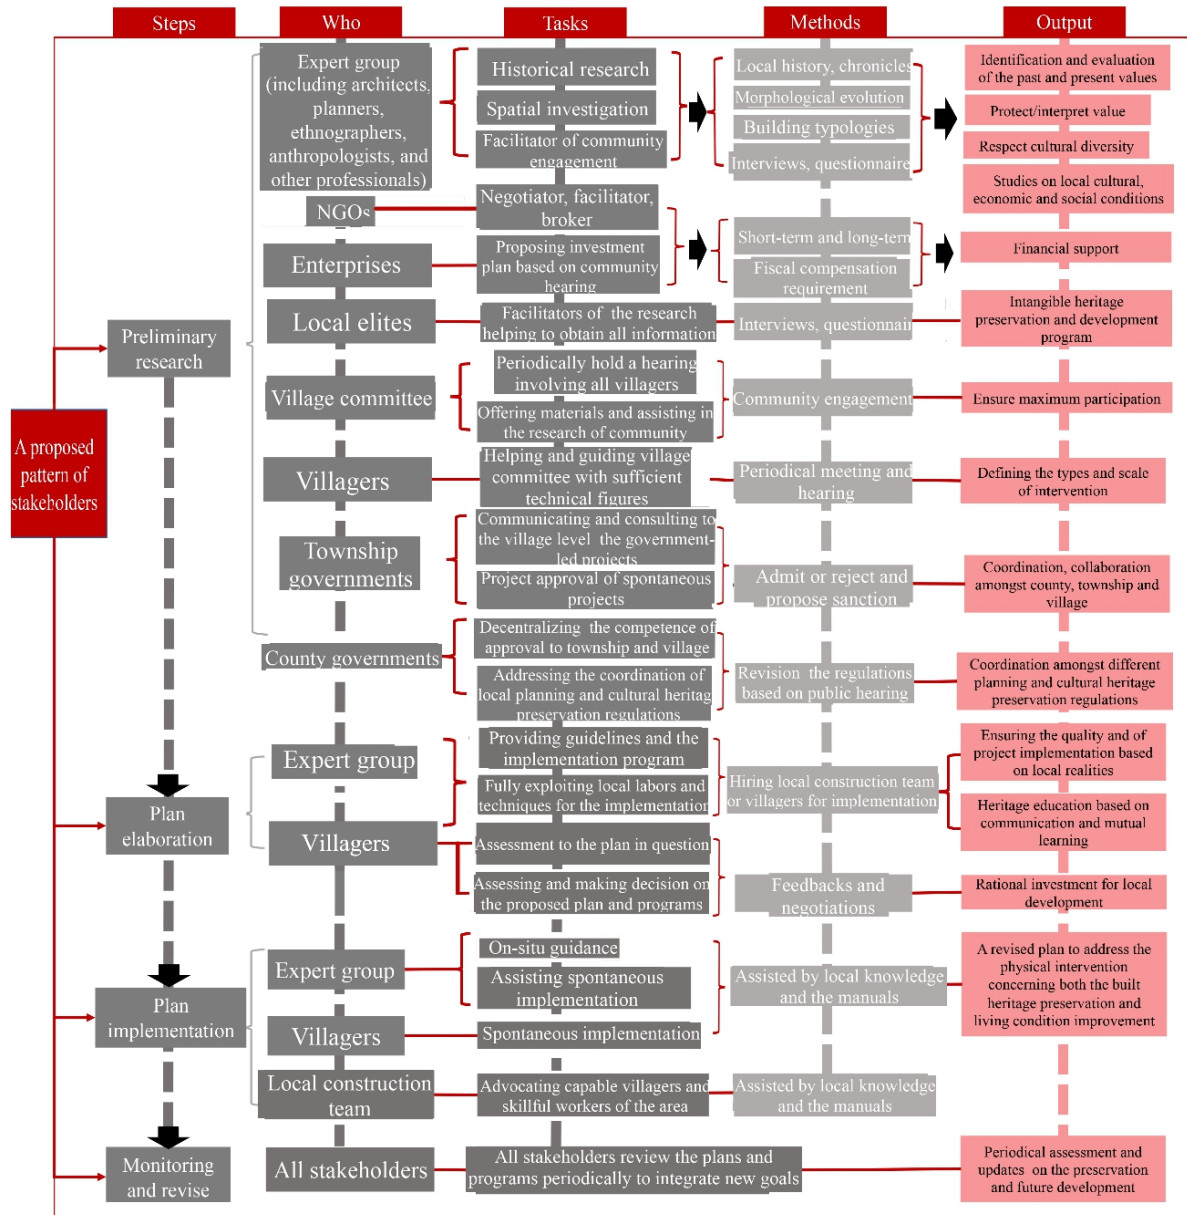 Steps
Who
Tasks
Methods
Output
A proposed
pattern of
stakeholders
Preliminary
research
Expert group
(including architects,
planners,
ethnographers,
anthropologists, and
other professionals)
Historical research
Spatial investigation
Facilitator of community
engagement
Local history, chronicles
Morphological evolution
Building typologies
Interviews, questionnaire
Identification and evaluation
of the past and present values
Protect/interpret value
Respect cultural diversity
Studies on local cultural,
economic and social conditions
NGOs
Negotiator, facilitator,
broker
Enterprises
Proposing investment
plan based on community
hearing
Short-term and long-term
Fiscal compensation
requirement
Financial support
Local elites
Facilitators of the research
helping to obtain all information
Interviews, questionnai
Intangible heritage
preservation and development
program
Village committee
Periodically hold a hearing
involving all villagers
Offering materials and assisting in
the research of community
Community engagement
Ensure maximum participation
Villagers
Helping and guiding village
committee with sufficient
technical figures
Periodical meeting and
hearing
Defining the types and scale
of intervention
Township
governments
Communicating and consulting to
the village level the government-
led projects
Project approval of spontaneous
projects
Admit or reject and
propose sanction
Coordination, collaboration
amongst county, township and
village
County governments
Decentralizing the competence of
approval to township and village
Addressing the coordination of
local planning and cultural heritage
preservation regulations
Revision the regulations
based on public hearing
Coordination amongst different
planning and cultural heritage
preservation regulations
Plan
elaboration
Expert group
Providing guidelines and the
implementation program
Fully exploiting local labors and
techniques for the implementation
Hiring local construction team
or villagers for implementation
Ensuring the quality and of
project implementation based
on local realities
Heritage education based on
communication and mutual
learning
Villagers
Assessment to the plan in question
Assessing and making decision on
the proposed plan and programs
Feedbacks and
negotiations
Rational investment for local
development
Plan
implementation
Expert group
On-situ guidance
Assisting spontaneous
implementation
Assisted by local knowledge
and the manuals
A revised plan to address the
physical intervention
concerning both the built
heritage preservation and
living condition improvement
Villagers
Spontaneous implementation
Local construction
team
Advocating capable villagers and
skillful workers of the area
Assisted by local knowledge
and the manuals
Monitoring
and revise
All stakeholders
All stakeholders review the plans and
programs periodically to integrate new goals
Periodical assessment and
updates on the preservation
and future development